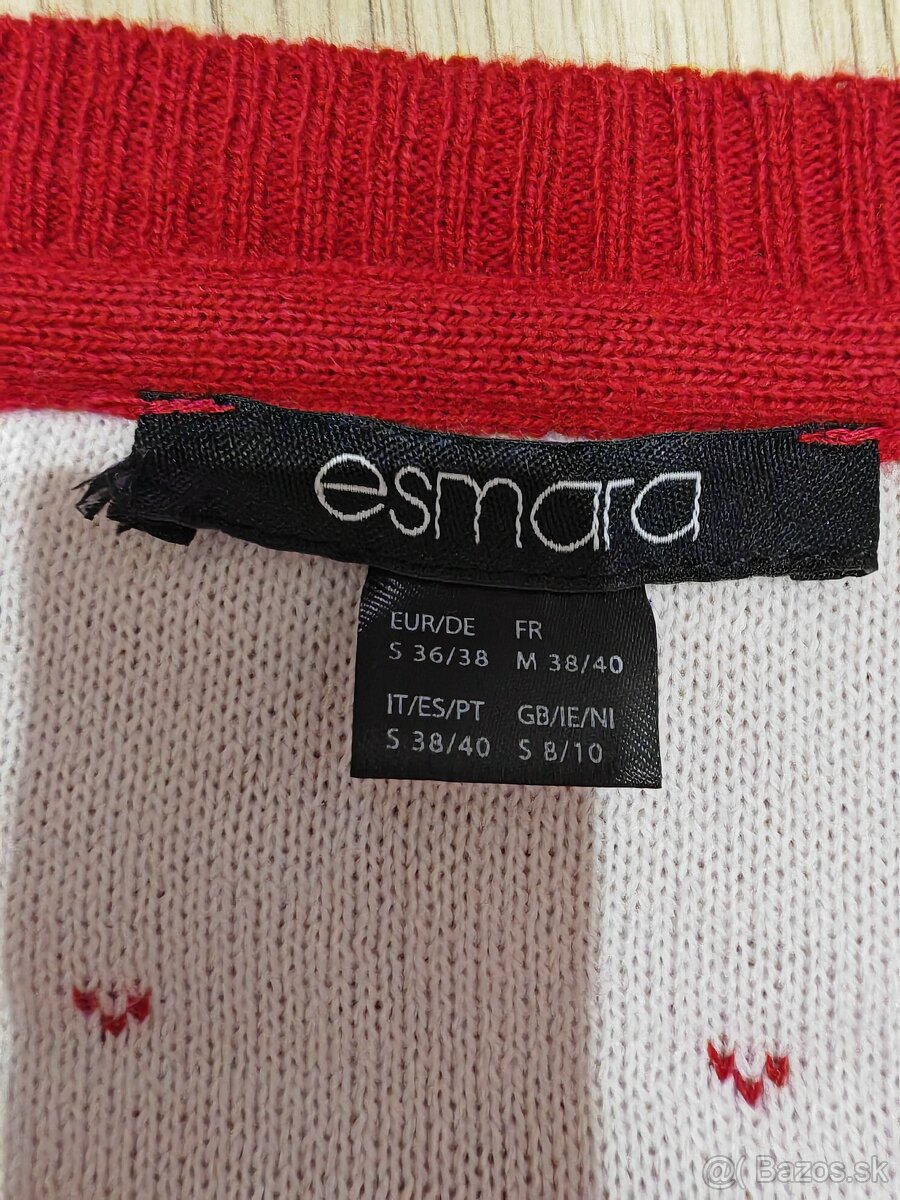 esmara
EUR/DE FR
S 36/38 M 38/40
IT/ES/PT GB/IE/NI
S 38/40 S 8/10
@( Bazos.sk